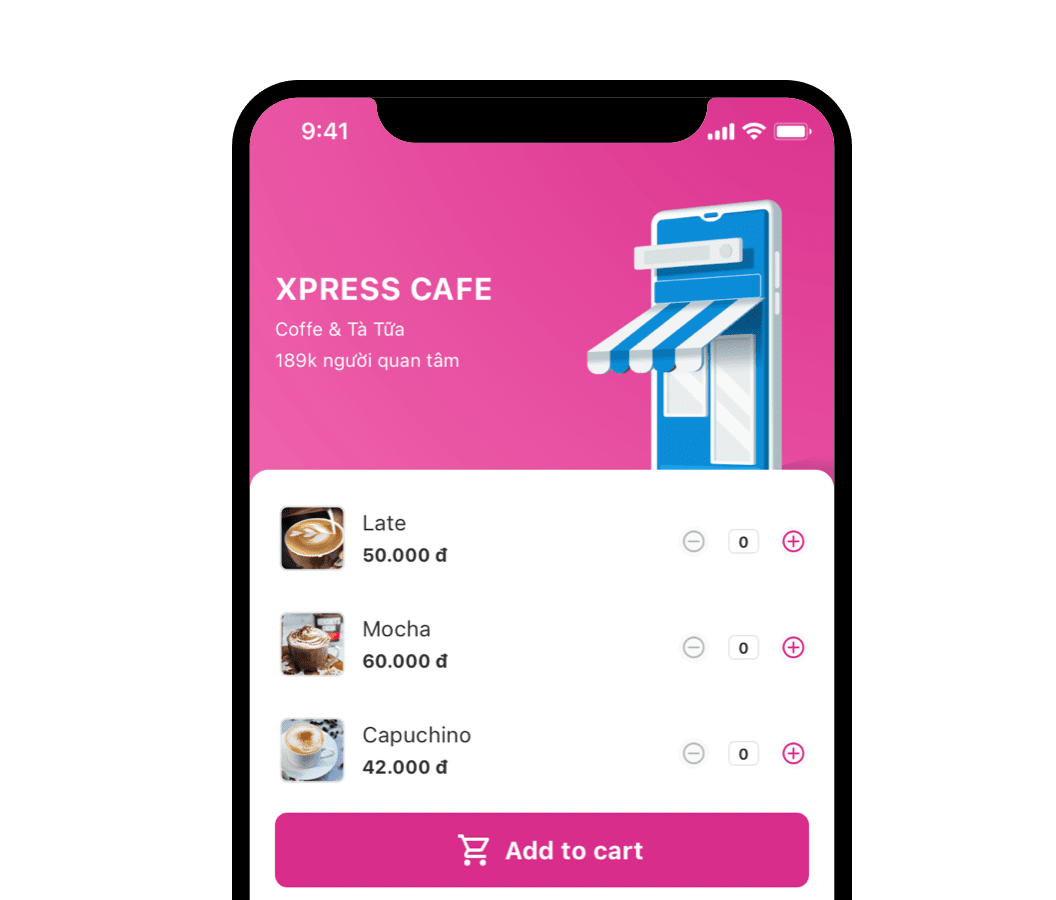 9:41
XPRESS CAFE
Coffe & Tà Tữa
189k người quan tâm
Late
50.000 đ
0
Mocha
60.000 đ
0
Capuchino
42.000 đ
0
Add to cart